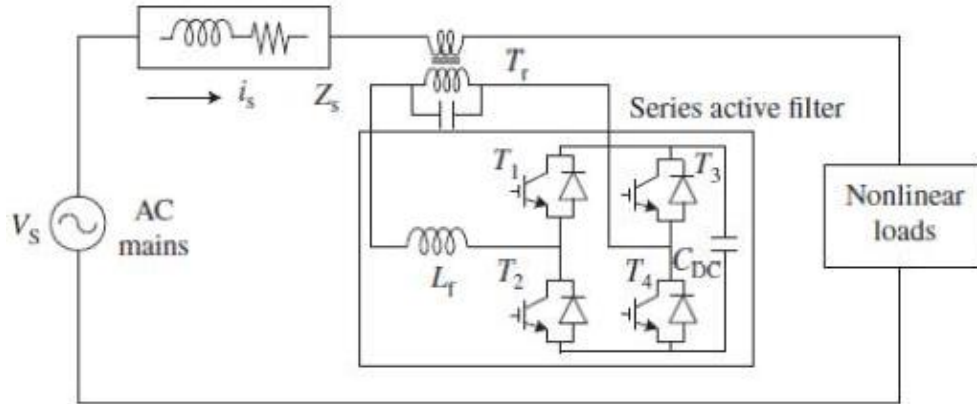 i_s
Z_s
T_r
Series active filter
T_1
T_3
V_S
AC
mains
L_f
T_2
T_4
C_DC
Nonlinear
loads